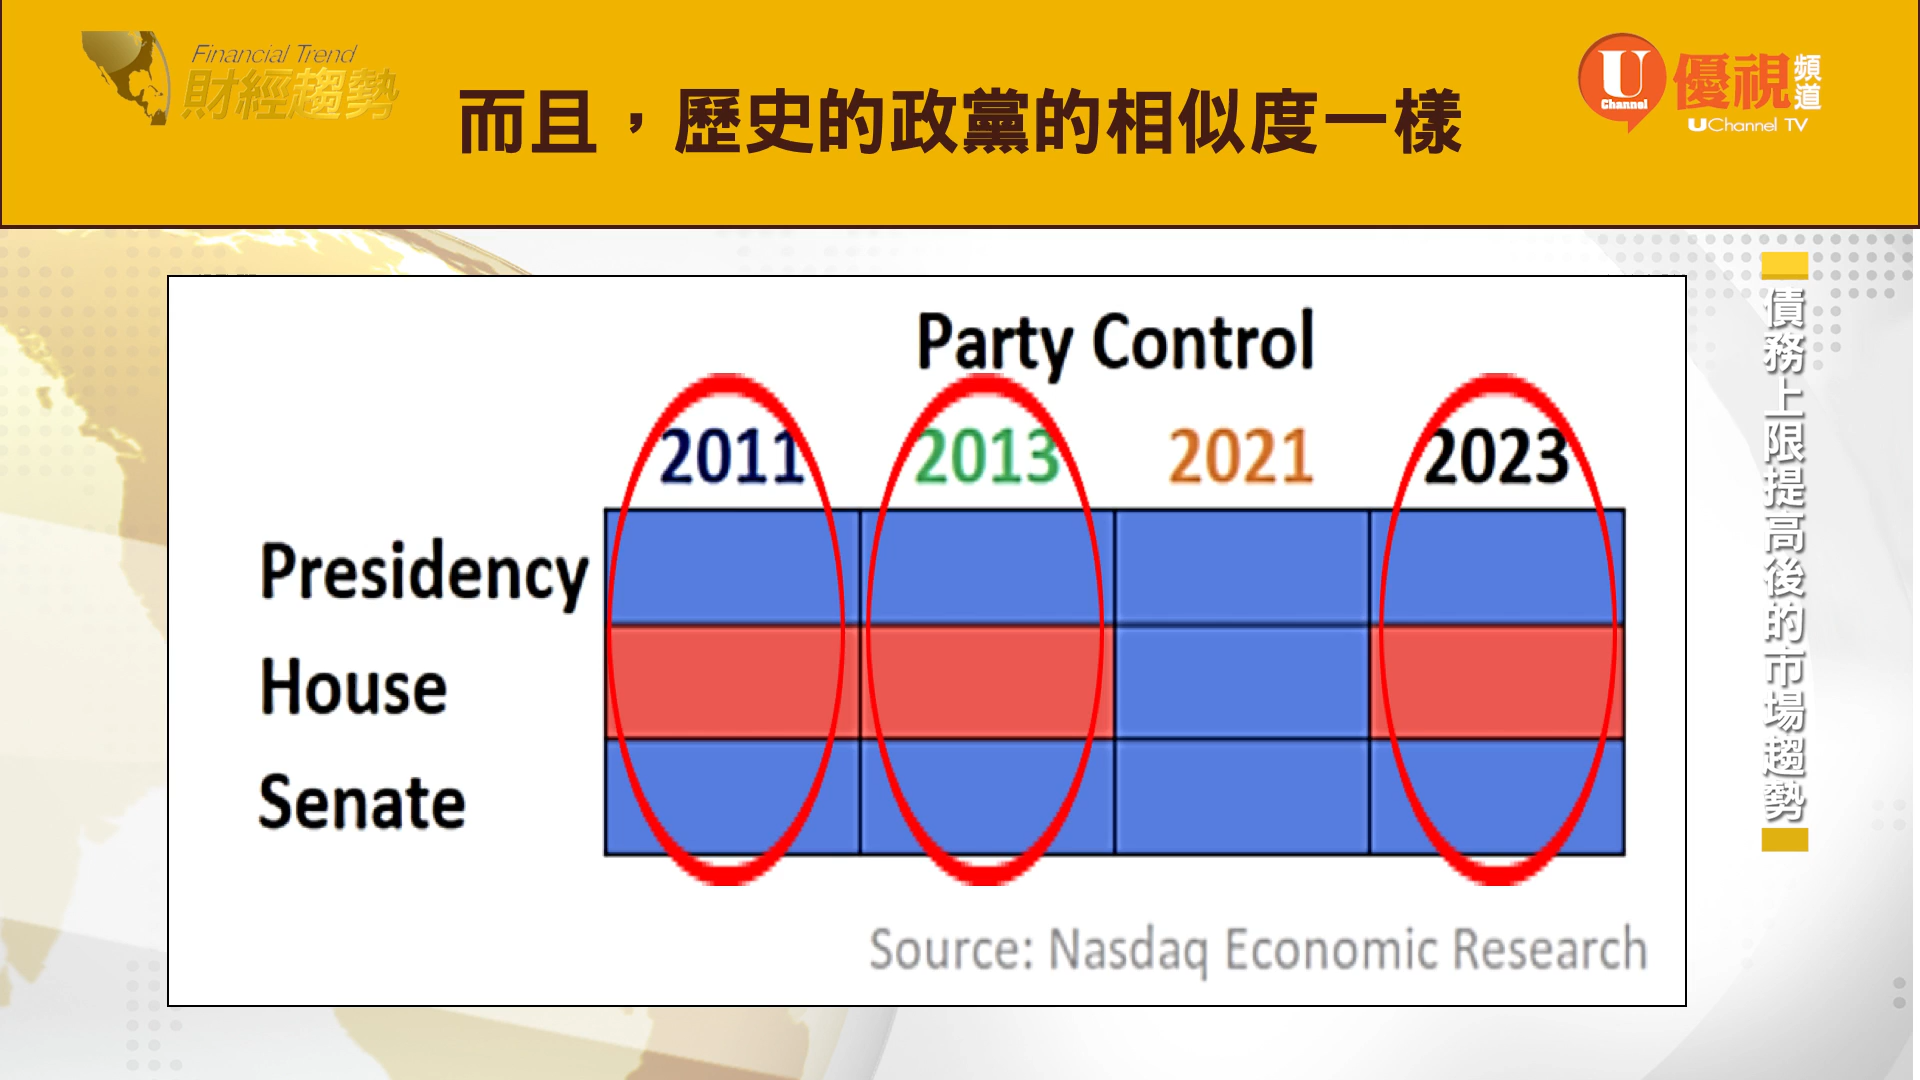 Financial Trend
財經趨勢
而且，歷史的政黨的相似度一樣
U
Channel
優視
頻道
UChannel TV
債務上限提高後的市場趨勢
Party Control
2011 2013 2021 2023
Presidency
House
Senate
Source: Nasdaq Economic Research